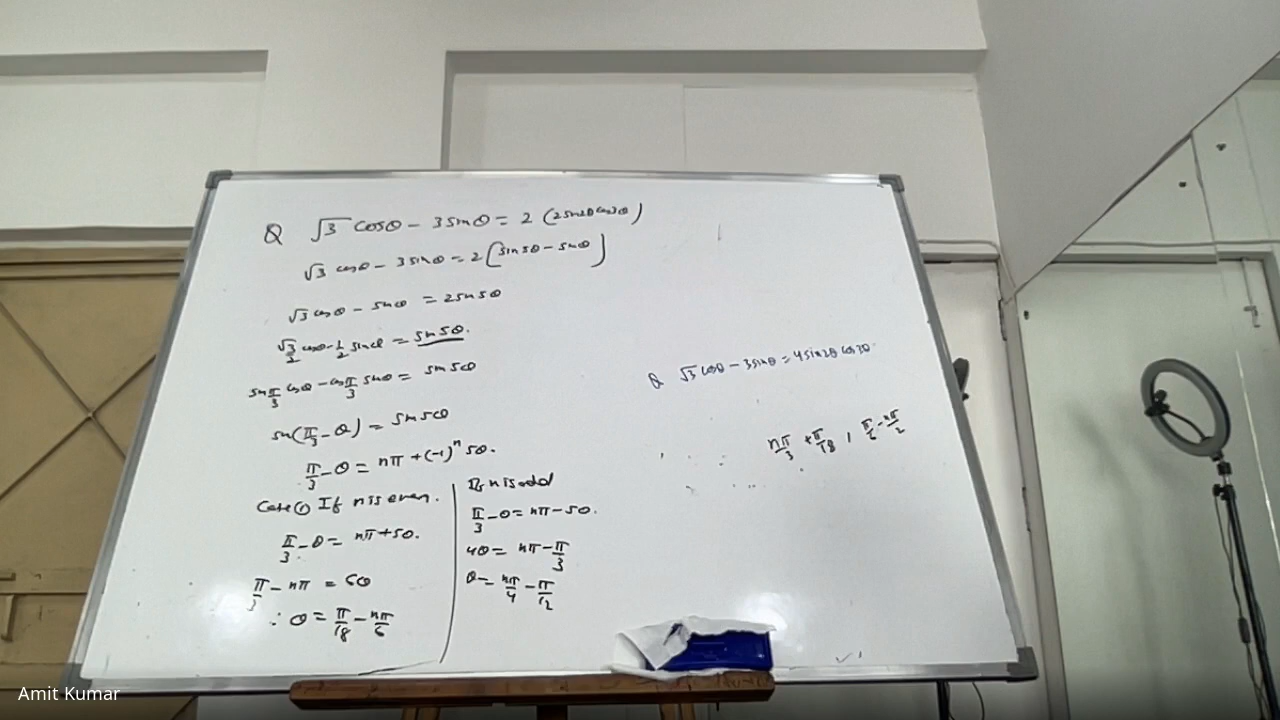 Q √3 cosθ - 3sinθ = 2 (2sin2θ cos3θ)
√3 cosθ - 3sinθ = 2 [sin5θ - sinθ]
√3 cosθ - sinθ = 2sin5θ
√3/2 cosθ - 1/2 sinθ = sin5θ.
sin π/3 cosθ - cos π/3 sinθ = sin5θ
sin(π/3 - θ) = sin5θ
π/3 - θ = nπ + (-1)ⁿ 5θ.
Case ① If n is even.
π/3 - θ = nπ + 5θ.
π/3 - nπ = 6θ
∴ θ = π/18 - nπ/6
If n is odd
π/3 - θ = nπ - 5θ.
4θ = nπ - π/3
θ = nπ/4 - π/12
Q √3 cosθ - 3sinθ = 4sin2θ cos3θ
nπ/3 + π/18 , π/6 - nπ/2
Amit Kumar